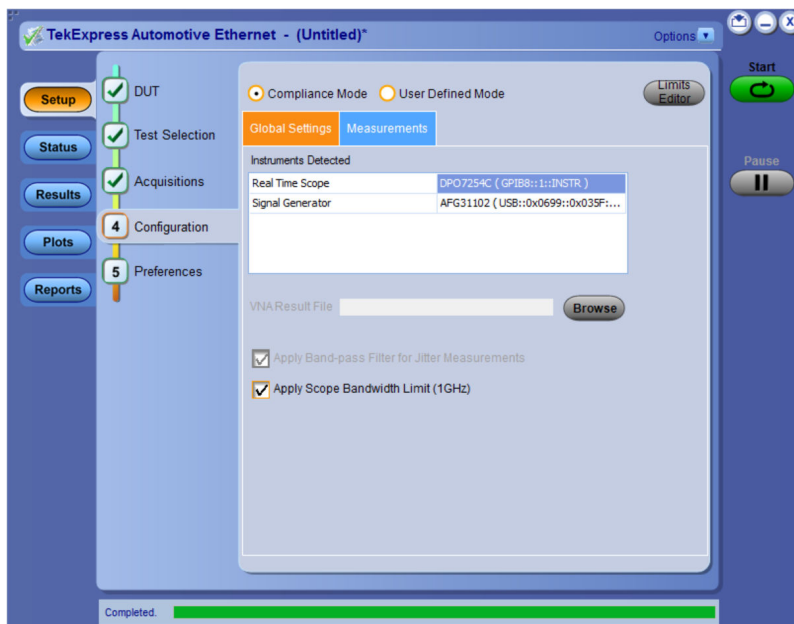 TekExpress Automotive Ethernet - (Untitled)*
Options
Start
Pause
Setup
Status
Results
Plots
Reports
DUT
Test Selection
Acquisitions
4 Configuration
5 Preferences
Compliance Mode
User Defined Mode
Limits
Editor
Global Settings
Measurements
Instruments Detected
Real Time Scope
DPO7254C ( GPIB8::1::INSTR )
Signal Generator
AFG31102 ( USB::0x0699::0x035F:...
VNA Result File
Browse
Apply Band-pass Filter for Jitter Measurements
Apply Scope Bandwidth Limit (1GHz)
Completed.